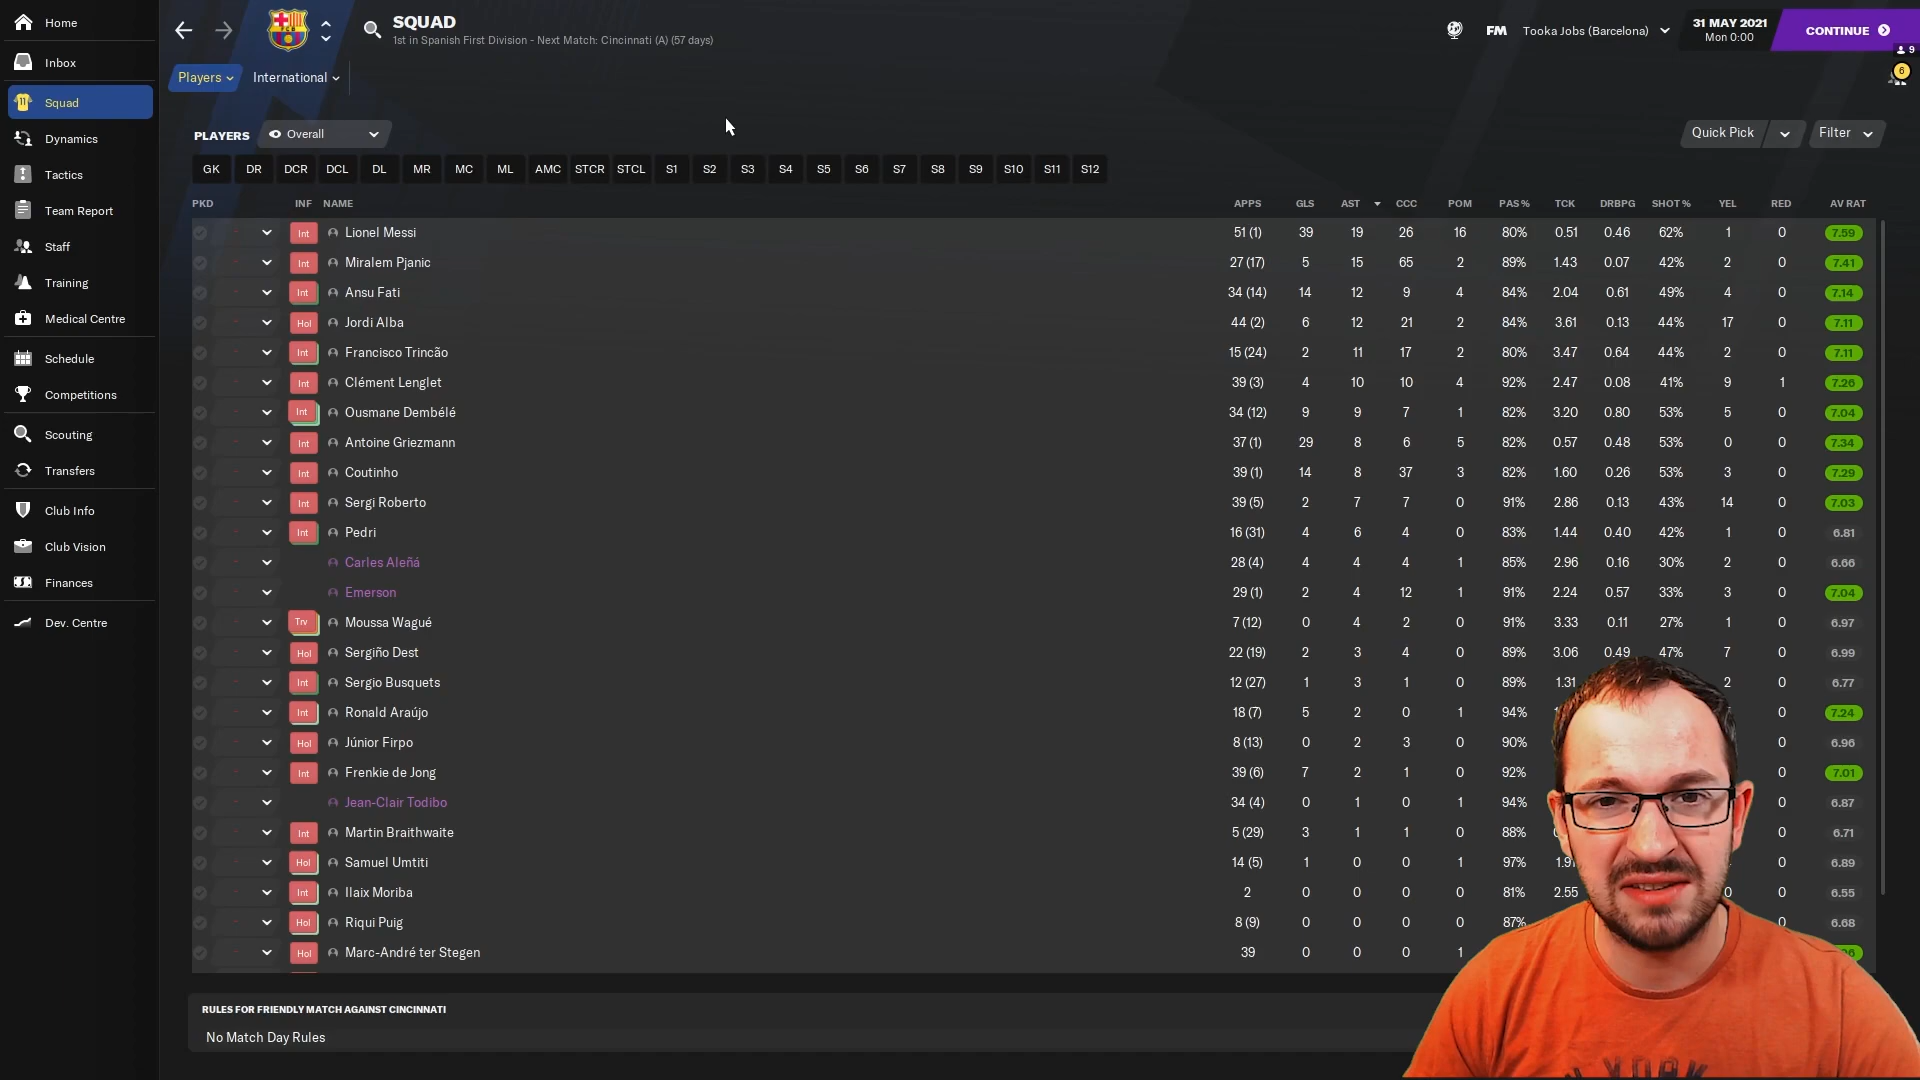 Home
Inbox
Squad
Dynamics
Tactics
Team Report
Staff
Training
Medical Centre
Schedule
Competitions
Scouting
Transfers
Club Info
Club Vision
Finances
Dev. Centre
SQUAD
1st in Spanish First Division - Next Match: Cincinnati (A) (57 days)
FM Tooka Jobs (Barcelona)
31 MAY 2021
Mon 0:00
CONTINUE
9
6
Players International
PLAYERS Overall
Quick Pick Filter
GK DR DCR DCL DL MR MC ML AMC STCR STCL S1 S2 S3 S4 S5 S6 S7 S8 S9 S10 S11 S12
PKD INF NAME APPS GLS AST CCC POM PAS % TCK DRBPG SHOT % YEL RED AV RAT
Int Lionel Messi 51 (1) 39 19 26 16 80% 0.51 0.46 62% 1 0 7.59
Int Miralem Pjanic 27 (17) 5 15 65 2 89% 1.43 0.07 42% 2 0 7.41
Int Ansu Fati 34 (14) 14 12 9 4 84% 2.04 0.61 49% 4 0 7.14
Hol Jordi Alba 44 (2) 6 12 21 2 84% 3.61 0.13 44% 17 0 7.11
Int Francisco Trincão 15 (24) 2 11 17 2 80% 3.47 0.64 44% 2 0 7.11
Int Clément Lenglet 39 (3) 4 10 10 4 92% 2.47 0.08 41% 9 1 7.26
Int Ousmane Dembélé 34 (12) 9 9 7 1 82% 3.20 0.80 53% 5 0 7.04
Int Antoine Griezmann 37 (1) 29 8 6 5 82% 0.57 0.48 53% 0 0 7.34
Int Coutinho 39 (1) 14 8 37 3 82% 1.60 0.26 53% 3 0 7.29
Int Sergi Roberto 39 (5) 2 7 7 0 91% 2.86 0.13 43% 14 0 7.03
Int Pedri 16 (31) 4 6 4 0 83% 1.44 0.40 42% 1 0 6.81
Carles Aleñá 28 (4) 4 4 4 1 85% 2.96 0.16 30% 2 0 6.66
Emerson 29 (1) 2 4 12 1 91% 2.24 0.57 33% 3 0 7.04
Trv Moussa Wagué 7 (12) 0 4 2 0 91% 3.33 0.11 27% 1 0 6.97
Hol Sergiño Dest 22 (19) 2 3 4 0 89% 3.06 0.49 47% 7 0 6.99
Int Sergio Busquets 12 (27) 1 3 1 0 89% 1.31 2 0 6.77
Int Ronald Araújo 18 (7) 5 2 0 1 94% 0 7.24
Hol Júnior Firpo 8 (13) 0 2 3 0 90% 0 6.96
Int Frenkie de Jong 39 (6) 7 2 1 0 92% 0 7.01
Jean-Clair Todibo 34 (4) 0 1 0 1 94% 0 6.87
Int Martin Braithwaite 5 (29) 3 1 1 0 88% 0 6.71
Hol Samuel Umtiti 14 (5) 1 0 0 1 97% 0 6.89
Int Ilaix Moriba 2 0 0 0 0 81% 2.55 0 0 6.55
Hol Riqui Puig 8 (9) 0 0 0 0 87% 0 6.68
Hol Marc-André ter Stegen 39 0 0 0 1
RULES FOR FRIENDLY MATCH AGAINST CINCINNATI
No Match Day Rules